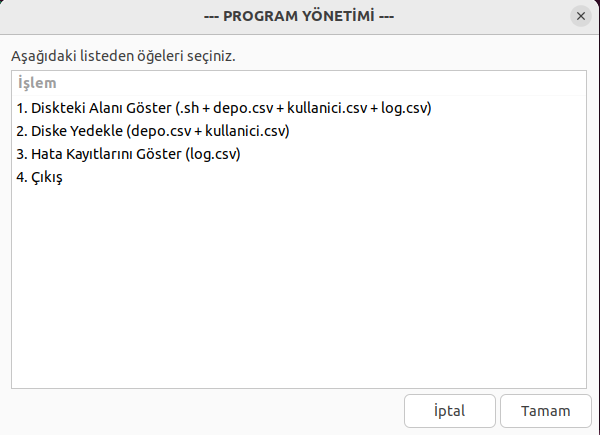 --- PROGRAM YÖNETİMİ ---
Aşağıdaki listeden öğeleri seçiniz.
İşlem
1. Diskteki Alanı Göster (.sh + depo.csv + kullanici.csv + log.csv)
2. Diske Yedekle (depo.csv + kullanici.csv)
3. Hata Kayıtlarını Göster (log.csv)
4. Çıkış
İptal Tamam